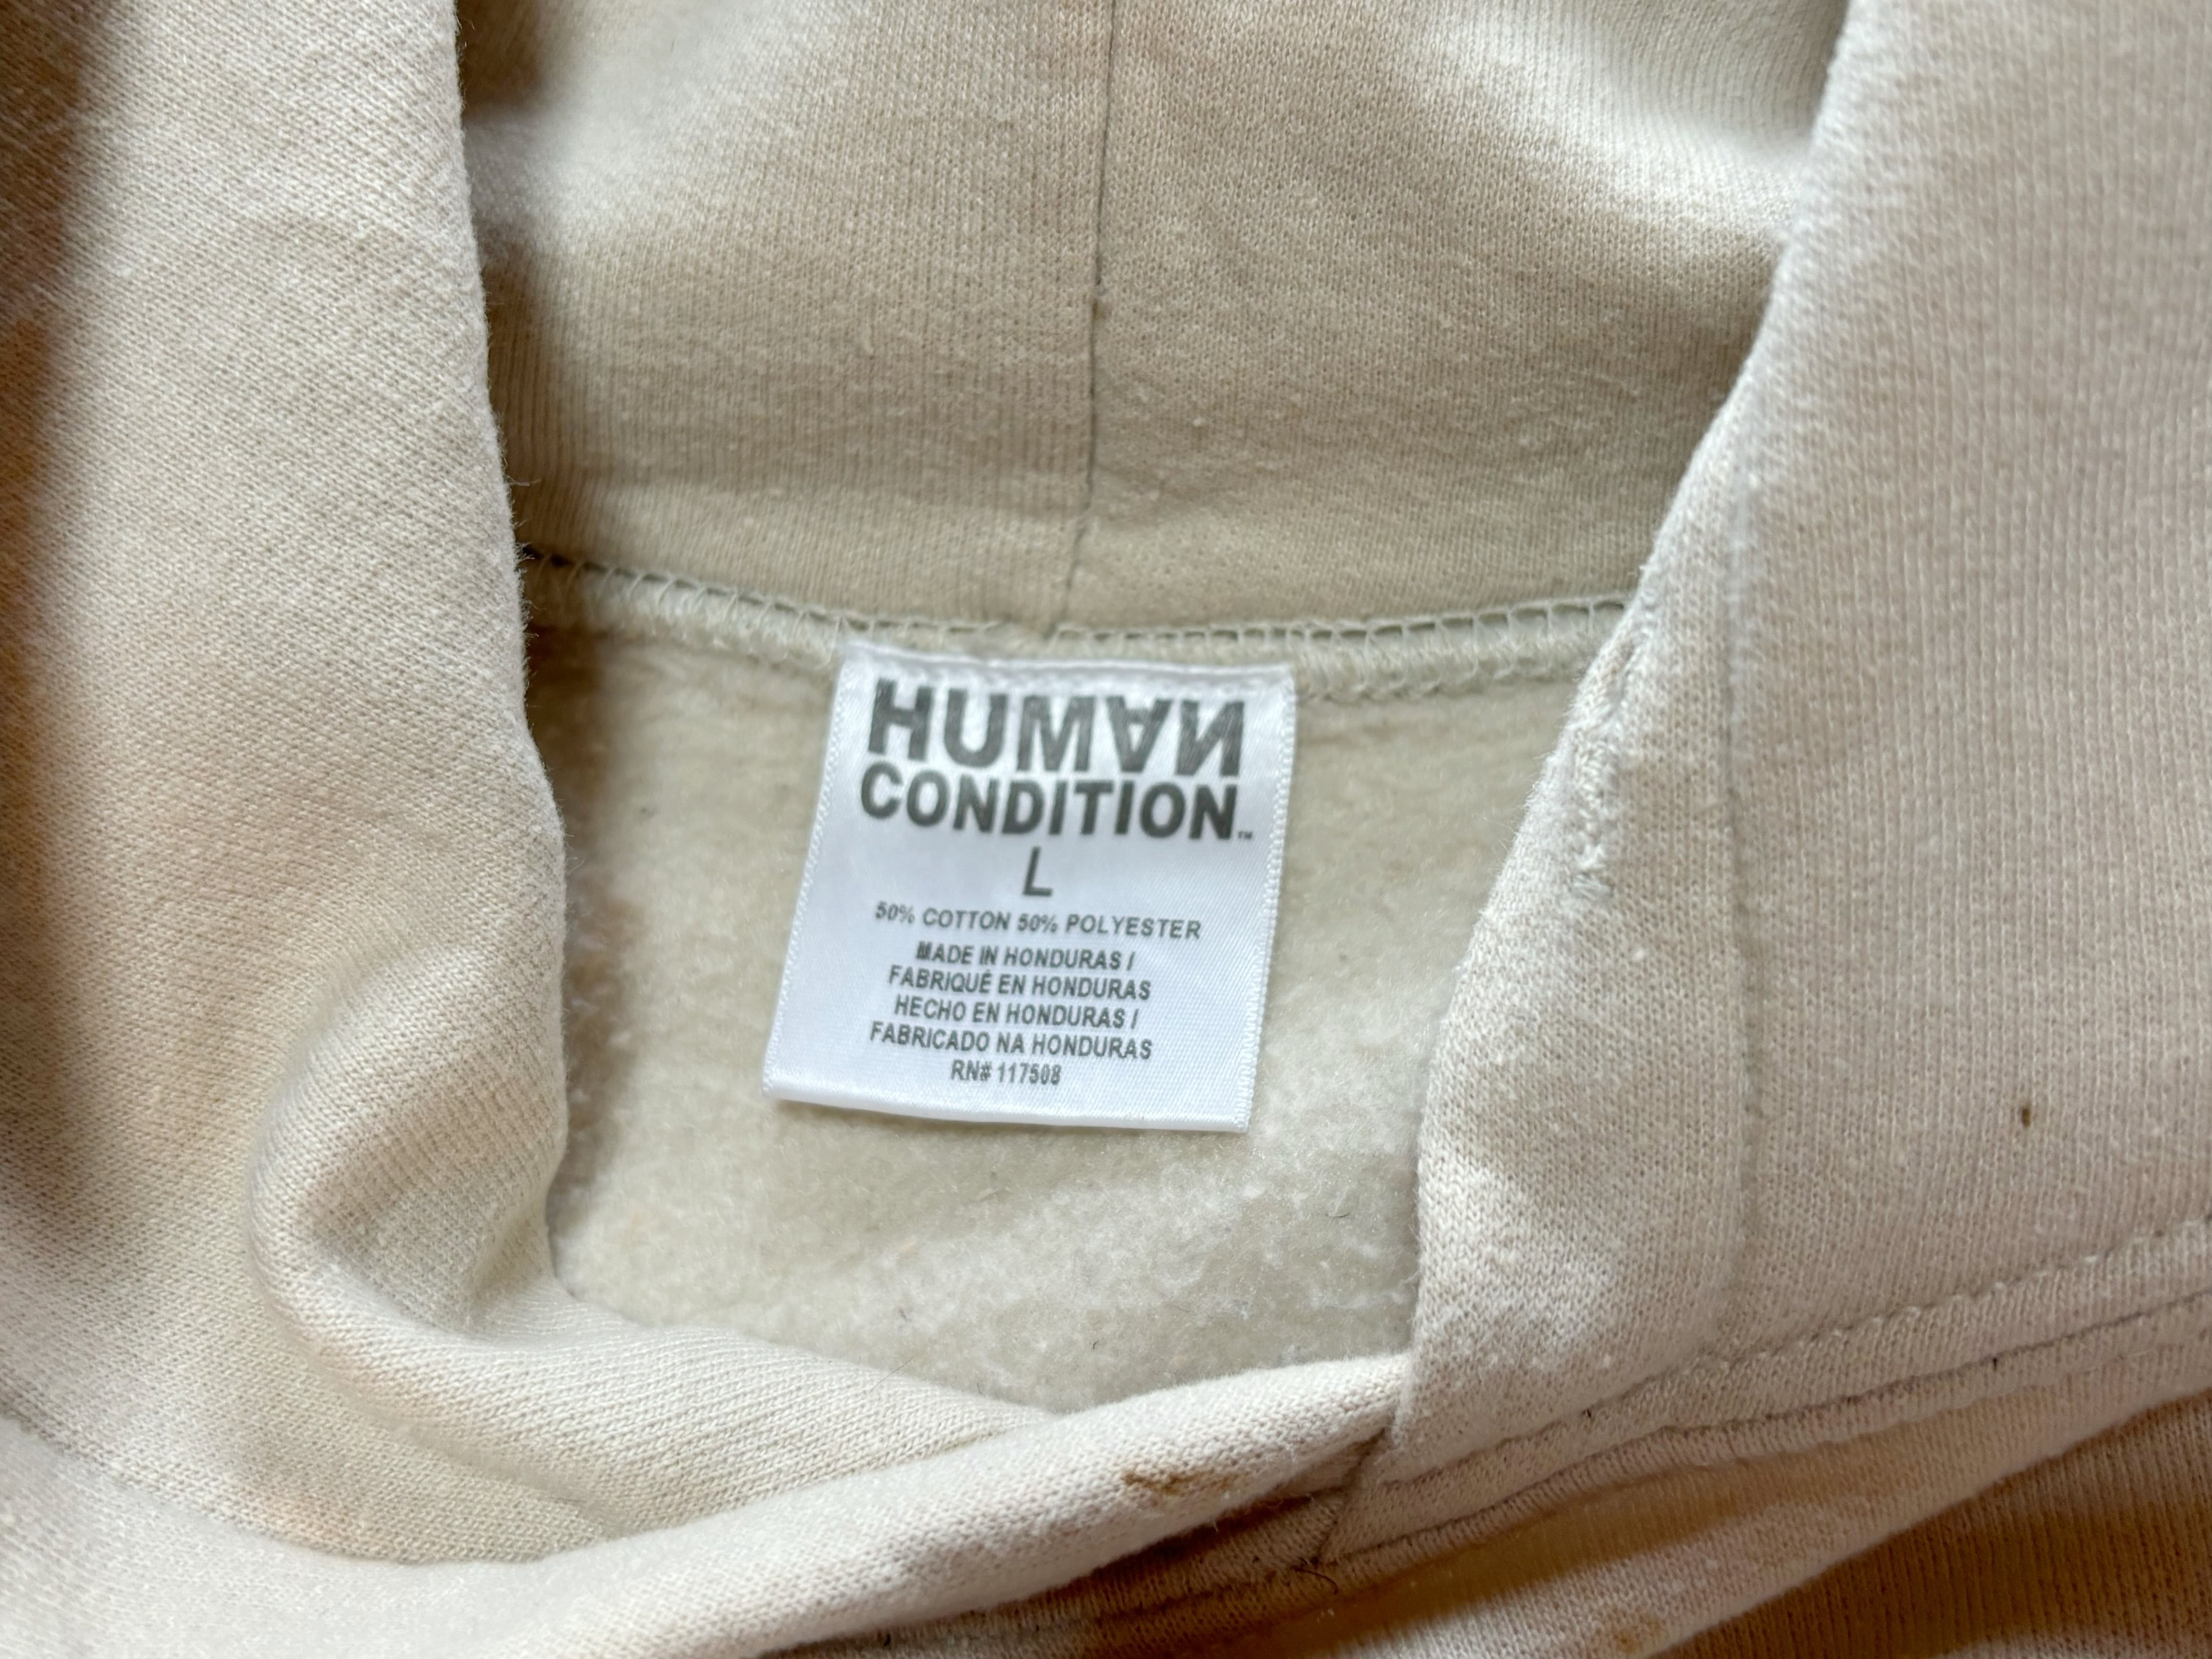 HUMAN
CONDITION™
L
50% COTTON 50% POLYESTER
MADE IN HONDURAS /
FABRIQUÉ EN HONDURAS
HECHO EN HONDURAS /
FABRICADO NA HONDURAS
RN# 117508